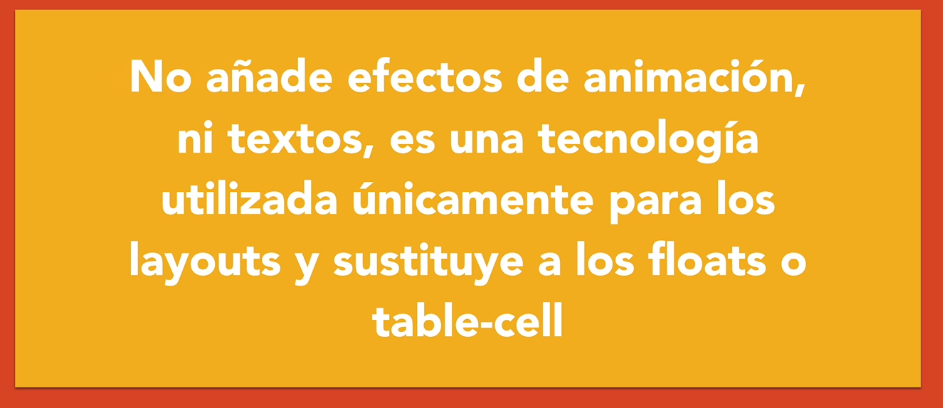 No añade efectos de animación,
ni textos, es una tecnología
utilizada únicamente para los
layouts y sustituye a los floats o
table-cell